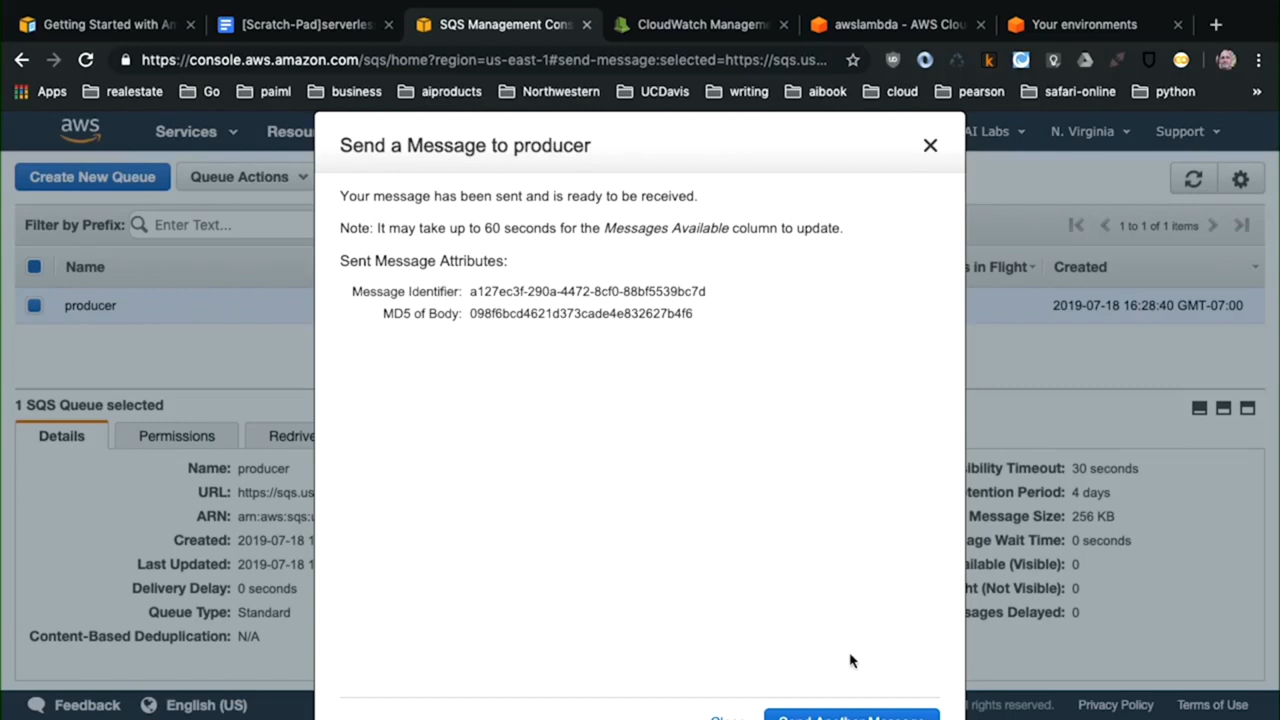 Getting Started with An
[Scratch-Pad]serverles
SQS Management Cons
CloudWatch Managem
awslambda - AWS Clou
Your environments
https://console.aws.amazon.com/sqs/home?region=us-east-1#send-message:selected=https://sqs.us...
Apps realestate Go paiml business aiproducts Northwestern UCDavis writing aibook cloud pearson safari-online python »
aws Services Resou AI Labs N. Virginia Support
Send a Message to producer
Create New Queue Queue Actions
Your message has been sent and is ready to be received.
Filter by Prefix: Enter Text... 1 to 1 of 1 items
Note: It may take up to 60 seconds for the Messages Available column to update.
Sent Message Attributes:
Name s in Flight Created
Message Identifier: a127ec3f-290a-4472-8cf0-88bf5539bc7d
producer 2019-07-18 16:28:40 GMT-07:00
MD5 of Body: 098f6bcd4621d373cade4e832627b4f6
1 SQS Queue selected
Details Permissions Redrive
Name: producer ibility Timeout: 30 seconds
URL: https://sqs.us tention Period: 4 days
ARN: arn:aws:sqs: Message Size: 256 KB
Created: 2019-07-18 1 age Wait Time: 0 seconds
Last Updated: 2019-07-18 1 ailable (Visible): 0
Delivery Delay: 0 seconds ht (Not Visible): 0
Queue Type: Standard sages Delayed: 0
Content-Based Deduplication: N/A
Feedback English (US) rights reserved. Privacy Policy Terms of Use
Send Another Message